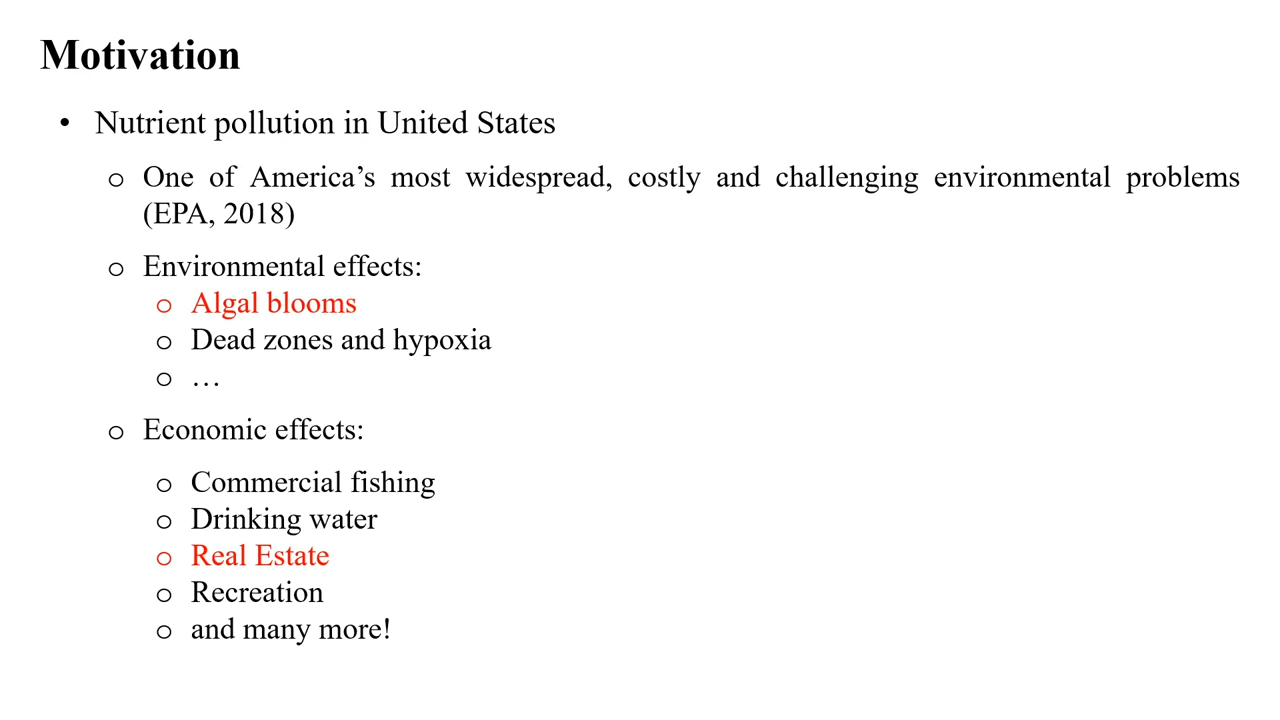 Motivation
• Nutrient pollution in United States
o One of America’s most widespread, costly and challenging environmental problems
(EPA, 2018)
o Environmental effects:
o Algal blooms
o Dead zones and hypoxia
o …
o Economic effects:
o Commercial fishing
o Drinking water
o Real Estate
o Recreation
o and many more!